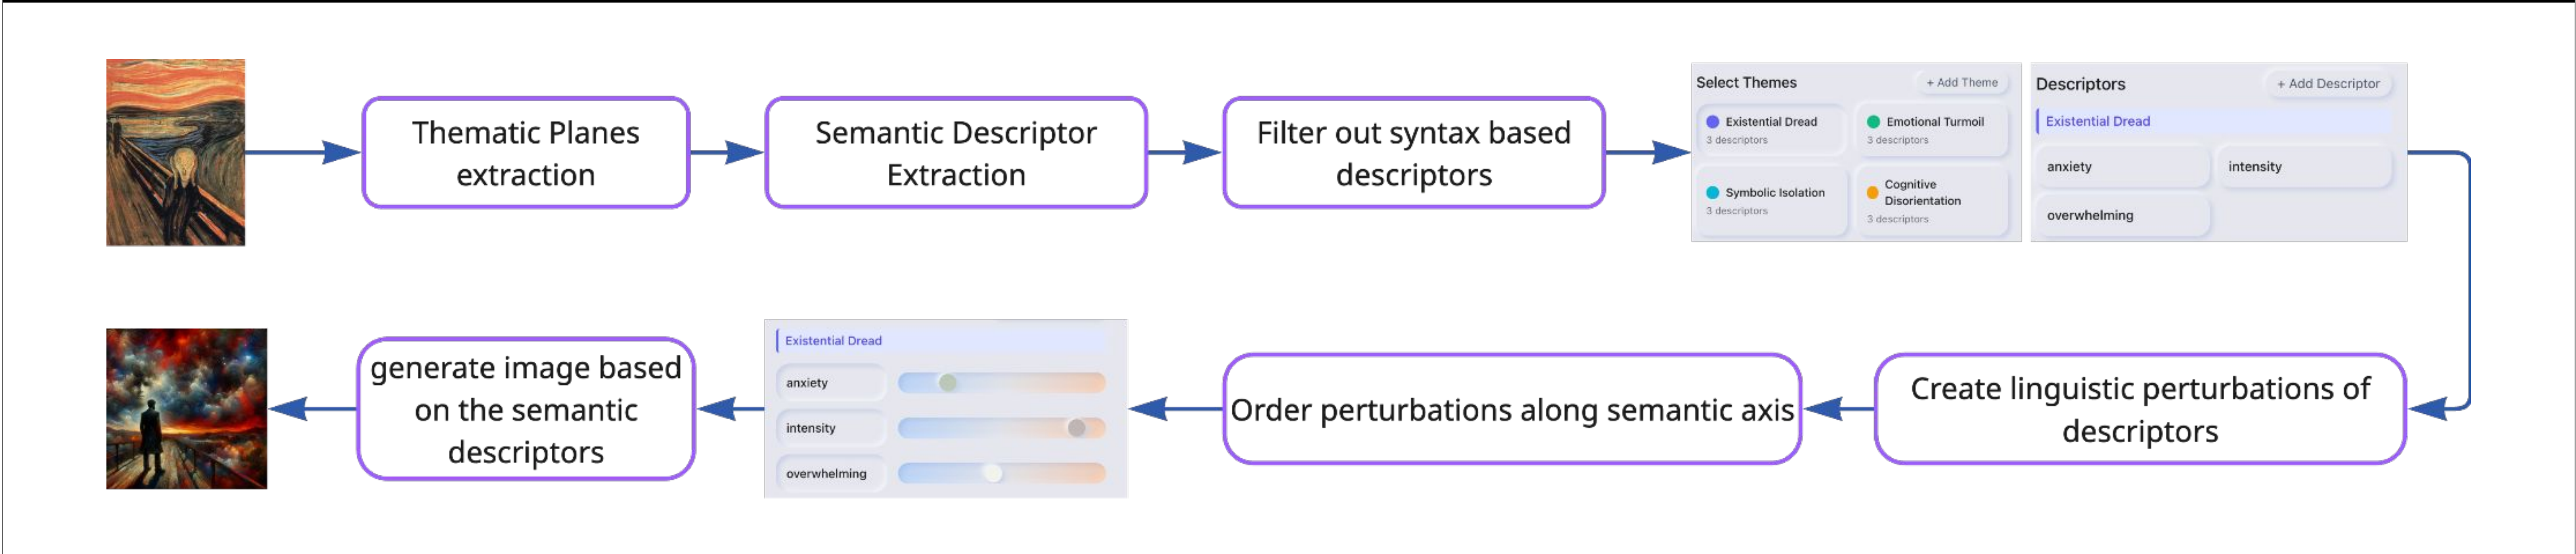 Thematic Planes
extraction
Semantic Descriptor
Extraction
Filter out syntax based
descriptors
Select Themes
+ Add Theme
Existential Dread
3 descriptors
Emotional Turmoil
3 descriptors
Symbolic Isolation
3 descriptors
Cognitive
Disorientation
3 descriptors
Descriptors
+ Add Descriptor
Existential Dread
anxiety
intensity
overwhelming
Create linguistic perturbations of
descriptors
Order perturbations along semantic axis
Existential Dread
anxiety
intensity
overwhelming
generate image based
on the semantic
descriptors